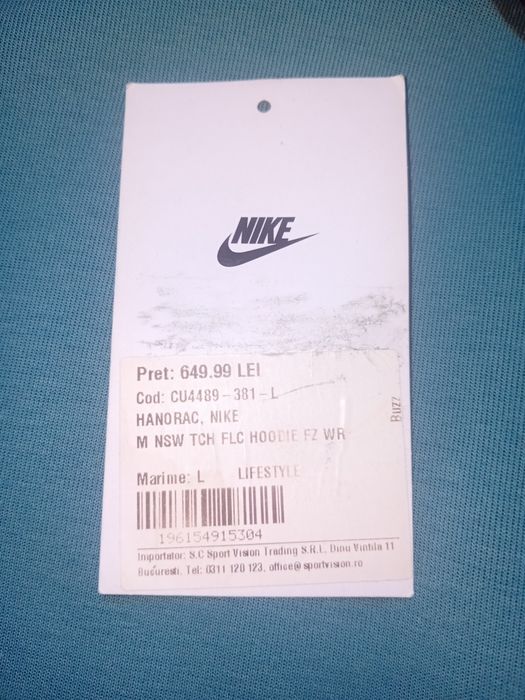 NIKE
Pret: 649.99 LEI
Cod: CU4489-381-L
HANORAC, NIKE
M NSW TCH FLC HOODIE FZ WR
Buzz
Marime: L LIFESTYLE
196154915304
Importator: S.C Sport Vision Trading S.R.L. Dinu Vintila 11
Bucuresti. Tel: 0311 120 123, office@sportvision.ro